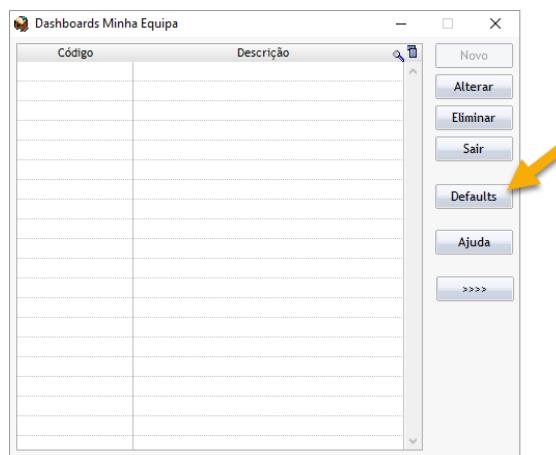 Dashboards Minha Equipa
Código Descrição
Novo
Alterar
Eliminar
Sair
Defaults
Ajuda
>>>>